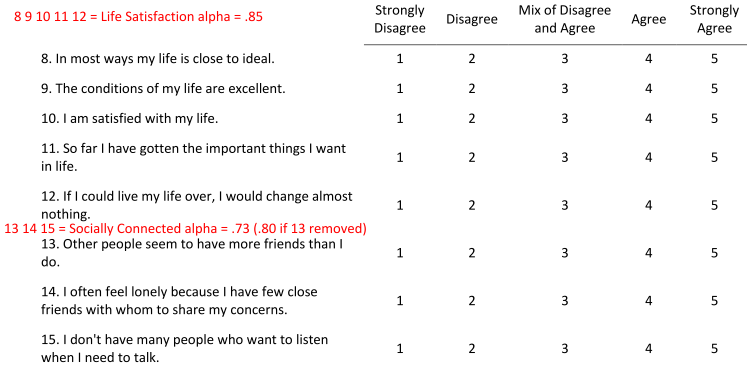 8 9 10 11 12 = Life Satisfaction alpha = .85
Strongly Disagree Disagree Mix of Disagree and Agree Agree Strongly Agree
8. In most ways my life is close to ideal. 1 2 3 4 5
9. The conditions of my life are excellent. 1 2 3 4 5
10. I am satisfied with my life. 1 2 3 4 5
11. So far I have gotten the important things I want
in life. 1 2 3 4 5
12. If I could live my life over, I would change almost
nothing. 1 2 3 4 5
13 14 15 = Socially Connected alpha = .73 (.80 if 13 removed)
13. Other people seem to have more friends than I
do. 1 2 3 4 5
14. I often feel lonely because I have few close
friends with whom to share my concerns. 1 2 3 4 5
15. I don't have many people who want to listen
when I need to talk. 1 2 3 4 5